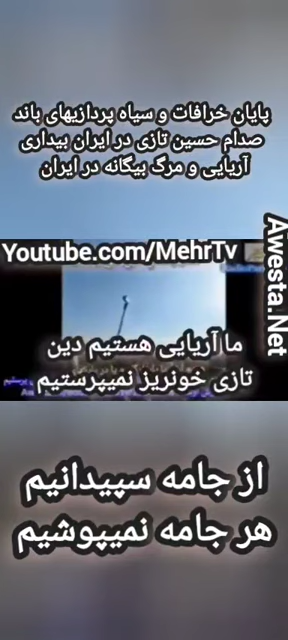 پایان خرافات و سیاه پردازیهای باند
صدام حسین تازی در ایران بیداری
آریایی و مرگ بیگانه در ایران
Youtube.com/MehrTv
Awesta.Net
ما آریایی هستیم دین
تازی خونریز نمیپرستیم
از جامه سپیدانیم
هر جامه نمیپوشیم